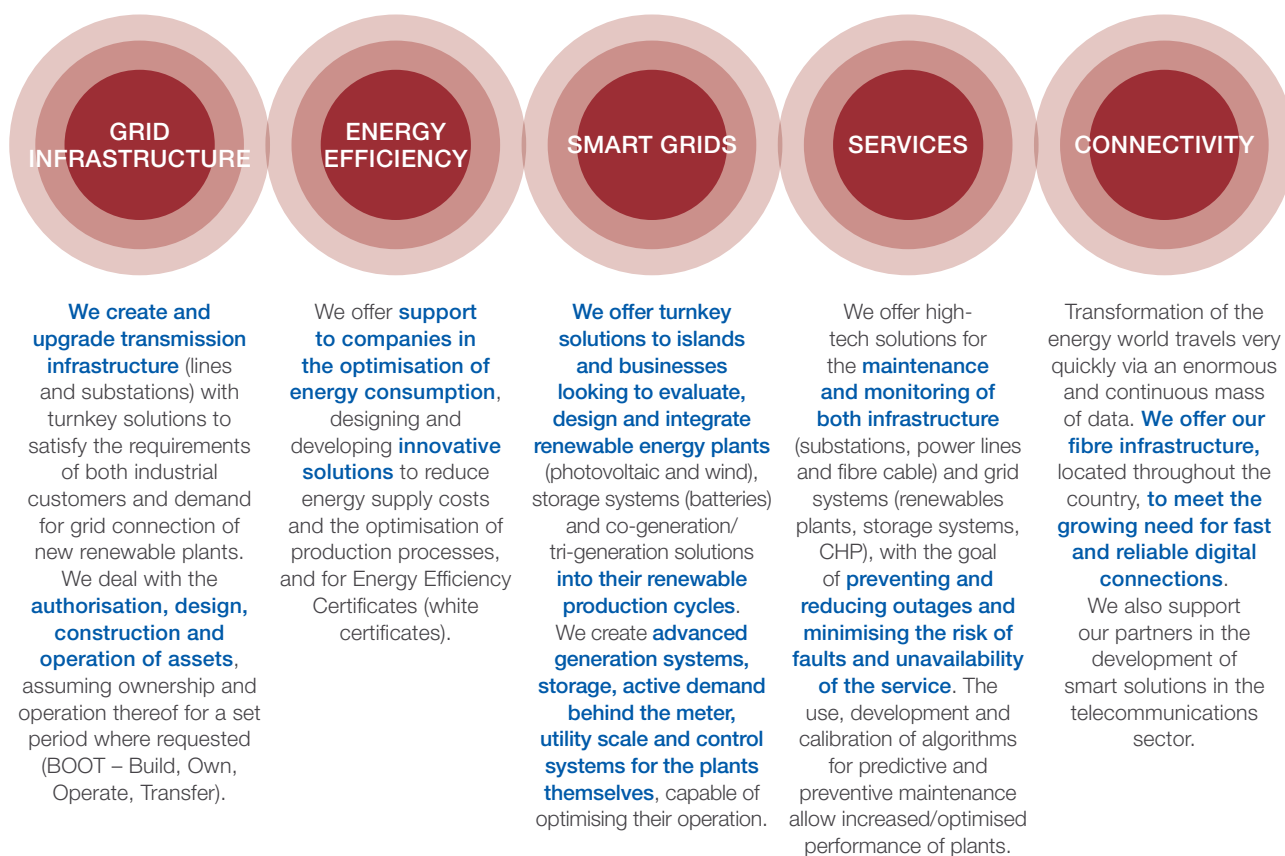 GRID
INFRASTRUCTURE
We create and
upgrade transmission
infrastructure (lines
and substations) with
turnkey solutions to
satisfy the requirements
of both industrial
customers and demand
for grid connection of
new renewable plants.
We deal with the
authorisation, design,
construction and
operation of assets,
assuming ownership and
operation thereof for a set
period where requested
(BOOT – Build, Own,
Operate, Transfer).
ENERGY
EFFICIENCY
We offer support
to companies in
the optimisation of
energy consumption,
designing and
developing innovative
solutions to reduce
energy supply costs
and the optimisation of
production processes,
and for Energy Efficiency
Certificates (white
certificates).
SMART GRIDS
We offer turnkey
solutions to islands
and businesses
looking to evaluate,
design and integrate
renewable energy plants
(photovoltaic and wind),
storage systems (batteries)
and co-generation/
tri-generation solutions
into their renewable
production cycles.
We create advanced
generation systems,
storage, active demand
behind the meter,
utility scale and control
systems for the plants
themselves, capable of
optimising their operation.
SERVICES
We offer high-
tech solutions for
the maintenance
and monitoring of
both infrastructure
(substations, power lines
and fibre cable) and grid
systems (renewables
plants, storage systems,
CHP), with the goal
of preventing and
reducing outages and
minimising the risk of
faults and unavailability
of the service. The
use, development and
calibration of algorithms
for predictive and
preventive maintenance
allow increased/optimised
performance of plants.
CONNECTIVITY
Transformation of the
energy world travels very
quickly via an enormous
and continuous mass
of data. We offer our
fibre infrastructure,
located throughout the
country, to meet the
growing need for fast
and reliable digital
connections.
We also support
our partners in the
development of
smart solutions in the
telecommunications
sector.